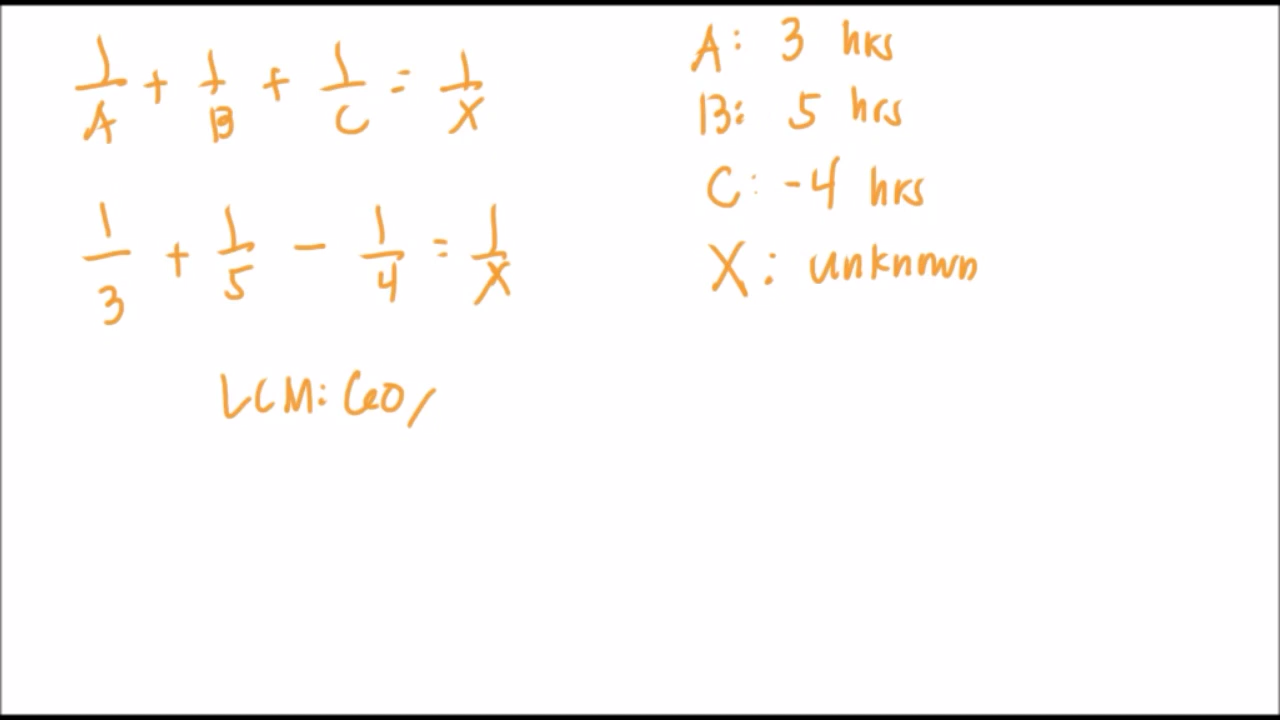 1/A + 1/B + 1/C = 1/X
1/3 + 1/5 - 1/4 = 1/X
LCM: 60,
A: 3 hrs
B: 5 hrs
C: -4 hrs
X: unknown